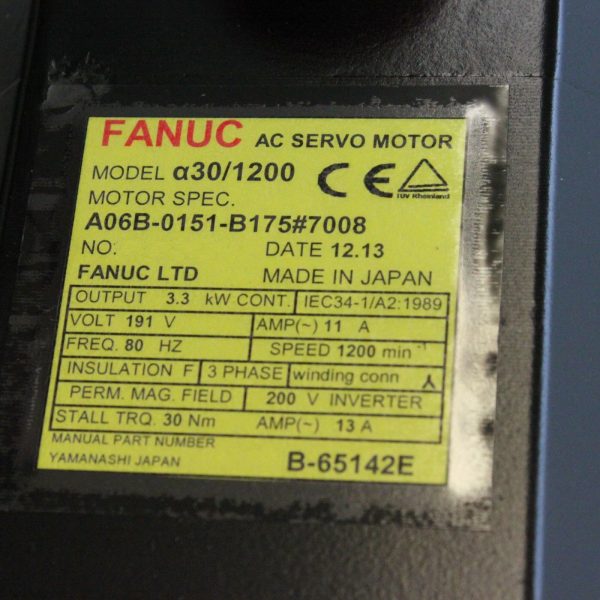 FANUC AC SERVO MOTOR
MODEL α30/1200
CE
TUV Rheinland
MOTOR SPEC.
A06B-0151-B175#7008
NO. DATE 12.13
FANUC LTD MADE IN JAPAN
OUTPUT 3.3 kW CONT. IEC34-1/A2:1989
VOLT 191 V AMP(~) 11 A
FREQ. 80 HZ SPEED 1200 min⁻¹
INSULATION F 3 PHASE winding conn
PERM. MAG. FIELD 200 V INVERTER
STALL TRQ. 30 Nm AMP(~) 13 A
MANUAL PART NUMBER
YAMANASHI JAPAN B-65142E